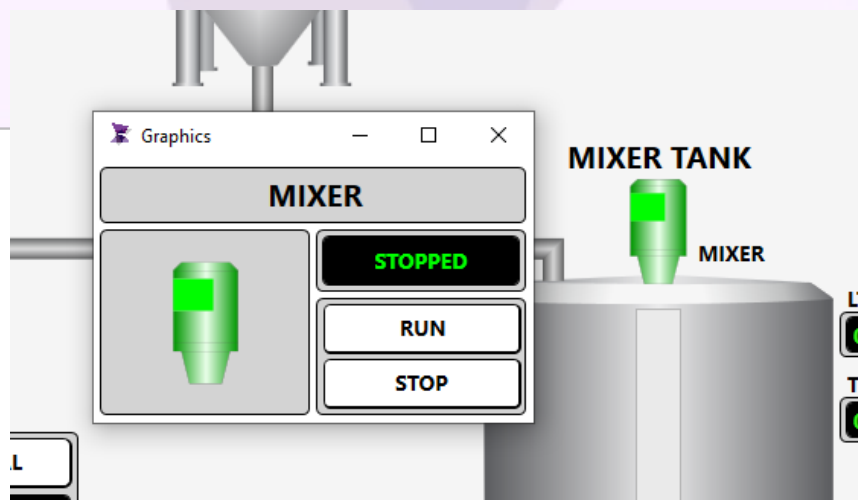 Graphics
MIXER
STOPPED
RUN
STOP
MIXER TANK
MIXER